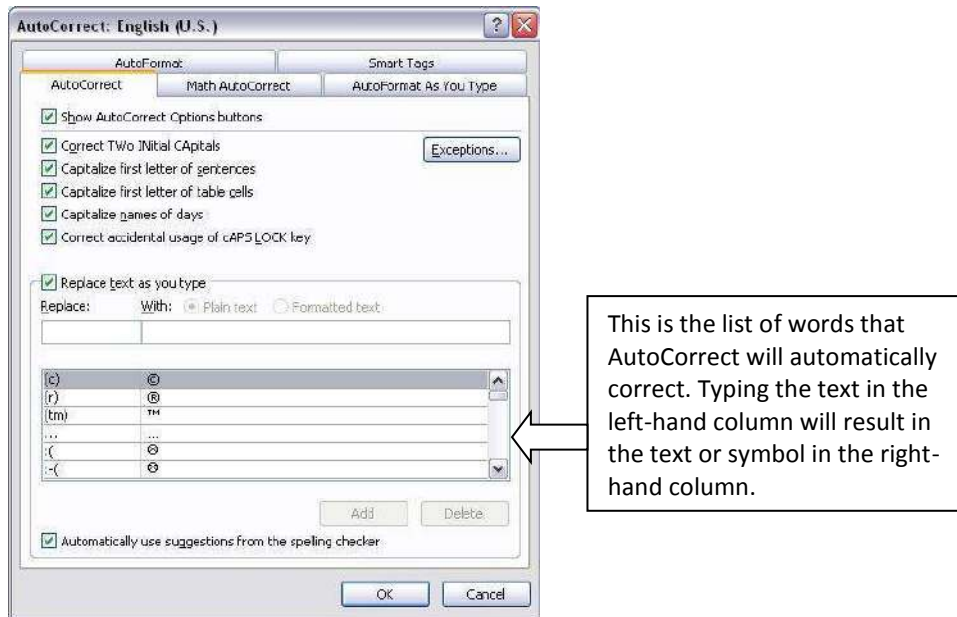 AutoCorrect: English (U.S.)
AutoFormat Smart Tags
AutoCorrect Math AutoCorrect AutoFormat As You Type
Show AutoCorrect Options buttons
Correct TWo INitial CApitals Exceptions...
Capitalize first letter of sentences
Capitalize first letter of table cells
Capitalize names of days
Correct accidental usage of cAPS LOCK key
Replace text as you type
Replace: With: Plain text Formatted text
(c) ©
(r) ®
(tm) ™
... ...
:( ☹
:-( ☹
Add Delete
Automatically use suggestions from the spelling checker
OK Cancel
This is the list of words that
AutoCorrect will automatically
correct. Typing the text in the
left-hand column will result in
the text or symbol in the right-
hand column.